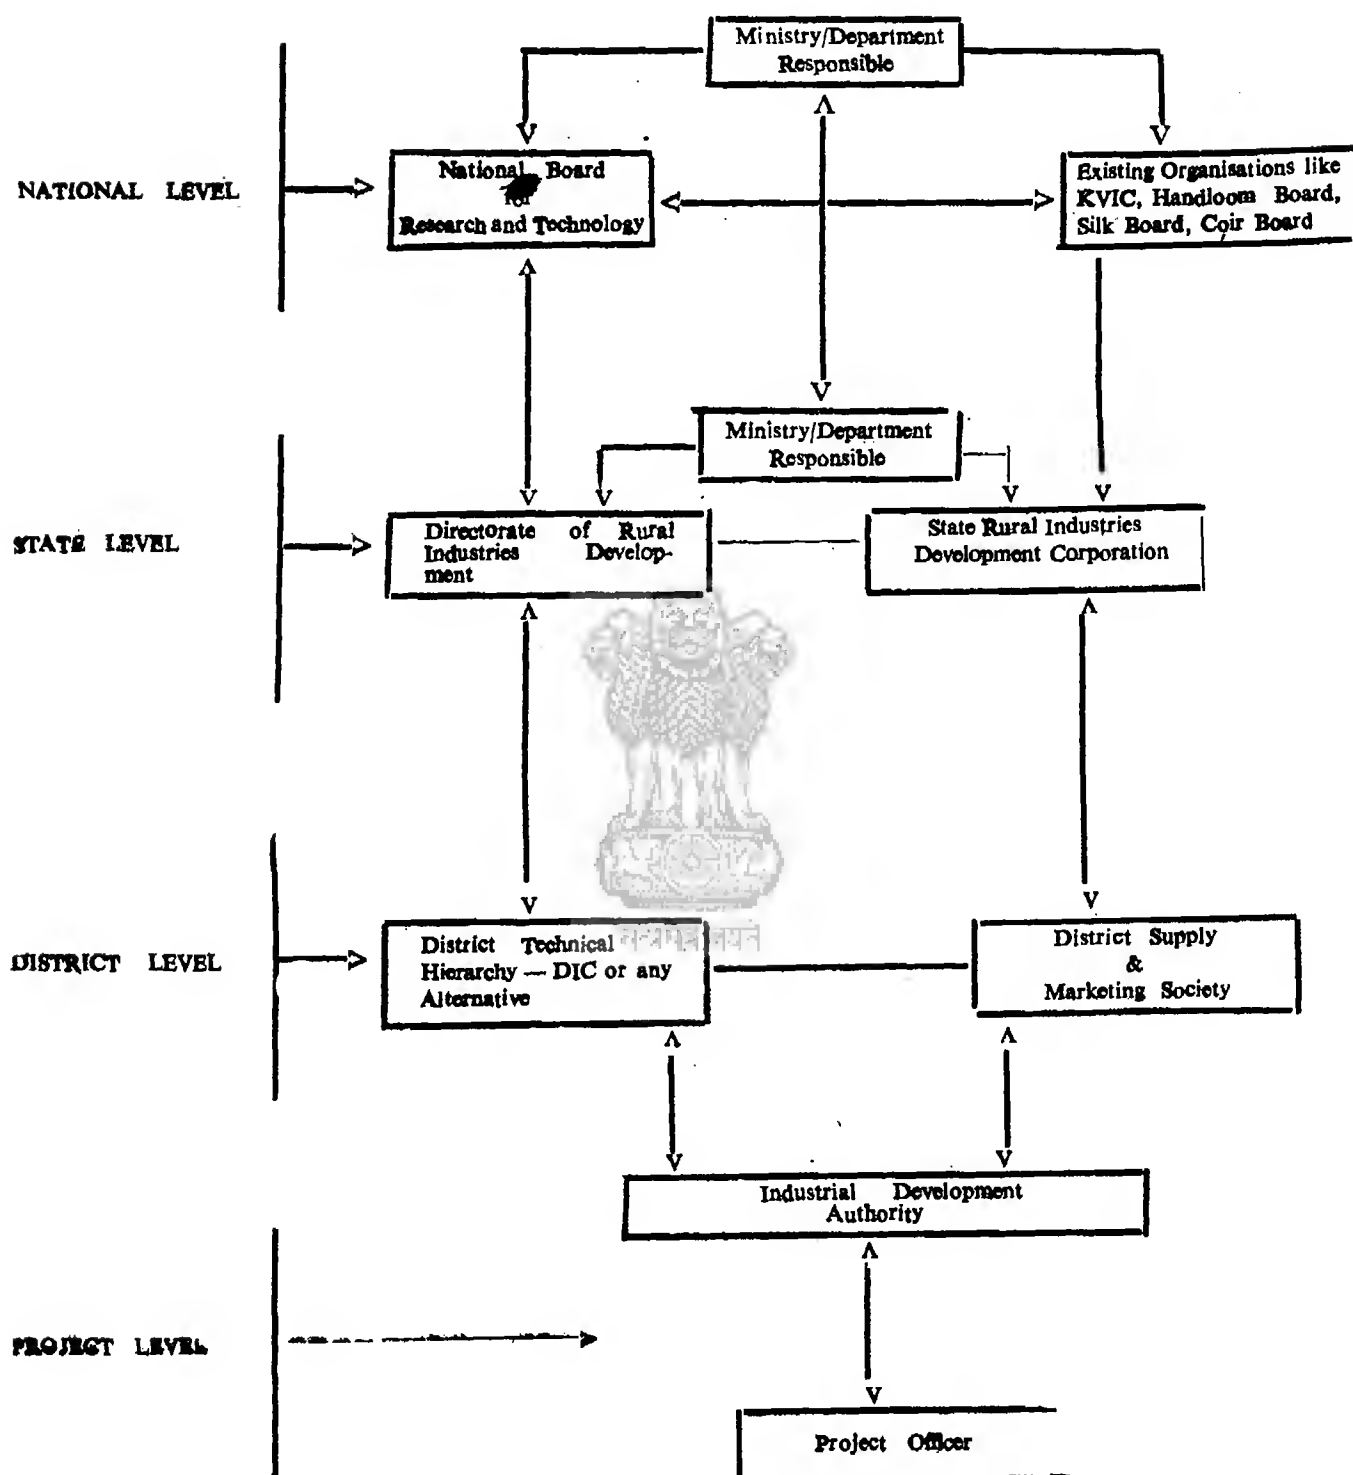 Ministry/Department
Responsible
NATIONAL LEVEL
National Board
for
Research and Technology
Existing Organisations like
KVIC, Handloom Board,
Silk Board, Coir Board
Ministry/Department
Responsible
STATE LEVEL
Directorate of Rural
Industries Develop-
ment
State Rural Industries
Development Corporation
DISTRICT LEVEL
District Technical
Hierarchy — DIC or any
Alternative
सत्यमेव जयते
District Supply
&
Marketing Society
Industrial Development
Authority
PROJECT LEVEL
Project Officer